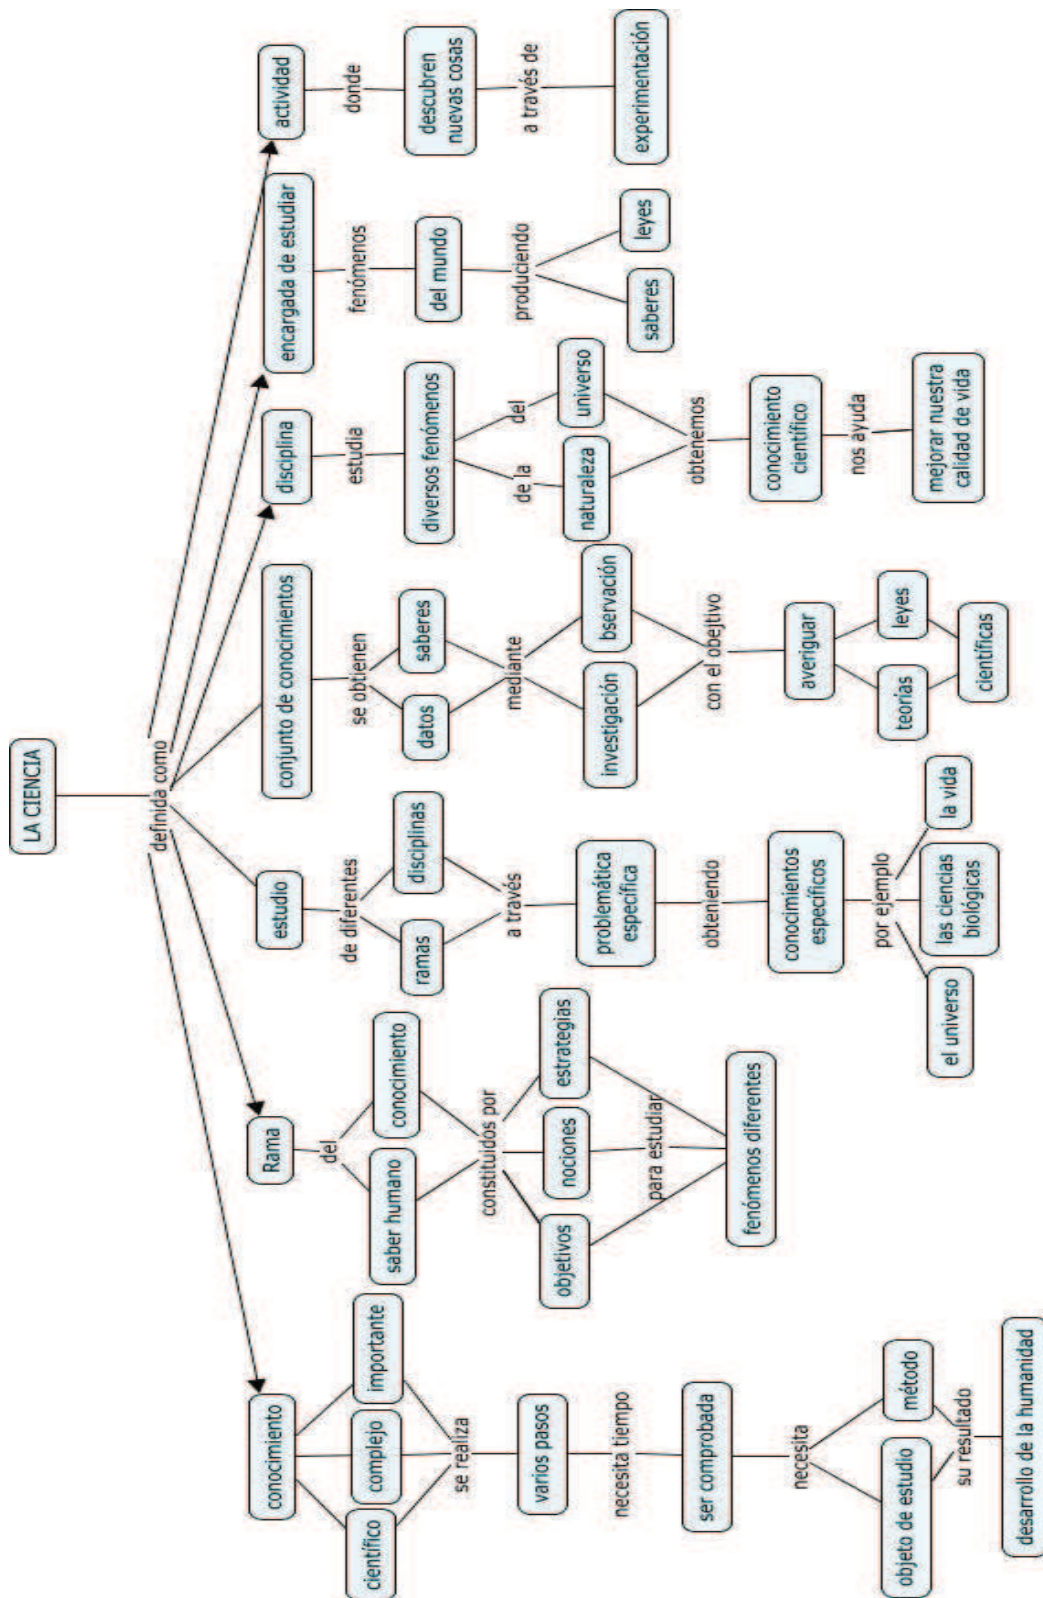 LA CIENCIA
definida como
conocimiento
científico
complejo
importante
se realiza
varios pasos
necesita tiempo
ser comprobada
necesita
objeto de estudio
método
su resultado
desarrollo de la humanidad
Rama
del
saber humano
conocimiento
constituidos por
objetivos
nociones
estrategias
para estudiar
fenómenos diferentes
estudio
de diferentes
ramas
disciplinas
a través
problemática
específica
obteniendo
conocimientos
específicos
por ejemplo
el universo
las ciencias
biológicas
la vida
conjunto de conocimientos
se obtienen
datos
saberes
mediante
investigación
bservación
con el obejtivo
averiguar
teorías
leyes
científicas
disciplina
estudia
diversos fenómenos
de la
del
naturaleza
universo
obtenemos
conocimiento
científico
nos ayuda
mejorar nuestra
calidad de vida
encargada de estudiar
fenómenos
del mundo
produciendo
saberes
leyes
actividad
donde
descubren
nuevas cosas
a través de
experimentación